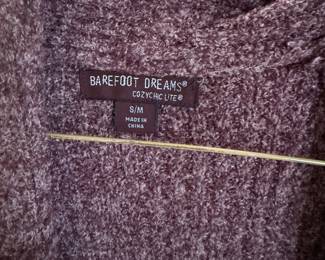 BAREFOOT DREAMS®
COZYCHIC LITE®
S/M
MADE IN
CHINA